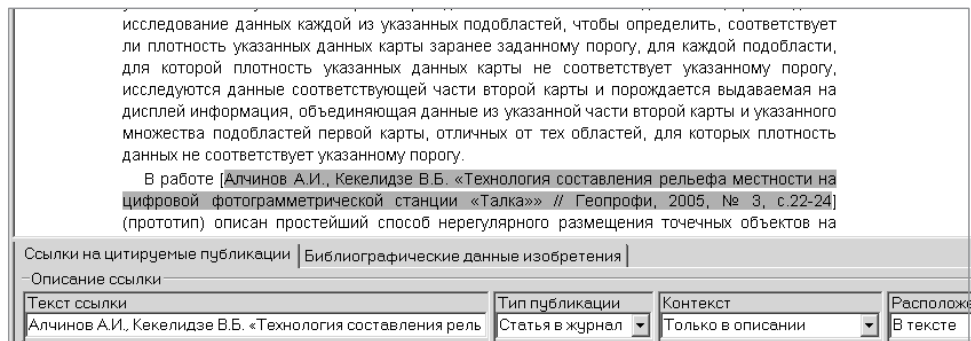 исследование данных каждой из указанных подобластей, чтобы определить, соответствует
ли плотность указанных данных карты заранее заданному порогу, для каждой подобласти,
для которой плотность указанных данных карты не соответствует указанному порогу,
исследуются данные соответствующей части второй карты и порождается выдаваемая на
дисплей информация, объединяющая данные из указанной части второй карты и указанного
множества подобластей первой карты, отличных от тех областей, для которых плотность
данных не соответствует указанному порогу.
В работе [Алчинов А.И., Кекелидзе В.Б. «Технология составления рельефа местности на
цифровой фотограмметрической станции «Талка»» // Геопрофи, 2005, № 3, с.22-24]
(прототип) описан простейший способ нерегулярного размещения точечных объектов на
Ссылки на цитируемые публикации Библиографические данные изобретения
Описание ссылки
Текст ссылки Тип публикации Контекст Расположе
Алчинов А.И., Кекелидзе В.Б. «Технология составления рель Статья в журнал Только в описании В тексте